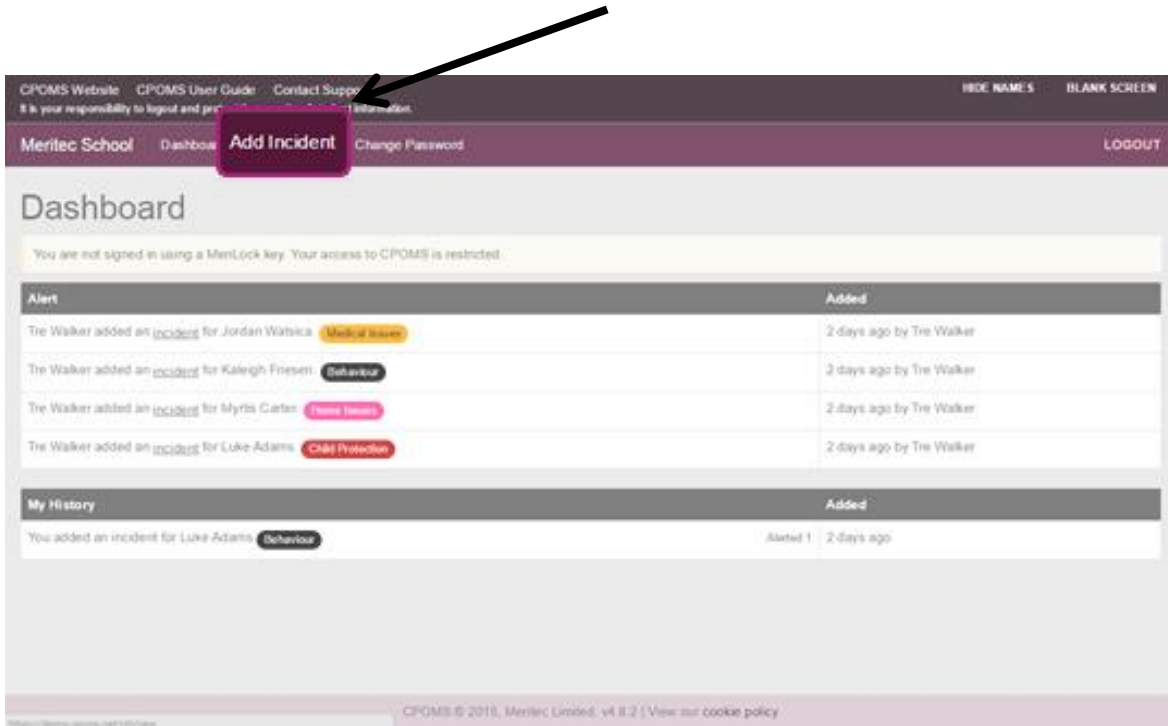 CPOMS Website CPOMS User Guide Contact HIDE NAMES BLANK SCREEN
It is your responsibility to logout and information.
Meritec School Add Incident Change Password LOGOUT
Dashboard
You are not signed in using a MeriLock key. Your access to CPOMS is restricted.
Alert Added
Tre Walker added an incident for Jordan Watsica Medical Issues 2 days ago by Tre Walker
Tre Walker added an incident for Kaleigh Friesen Behaviour 2 days ago by Tre Walker
Tre Walker added an incident for Myrtis Carter Home Issues 2 days ago by Tre Walker
Tre Walker added an incident for Luke Adams Child Protection 2 days ago by Tre Walker
My History Added
You added an incident for Luke Adams Behaviour Alerted 1 2 days ago
CPOMS © Meritec Limited. v4.8.2 | View our cookie policy